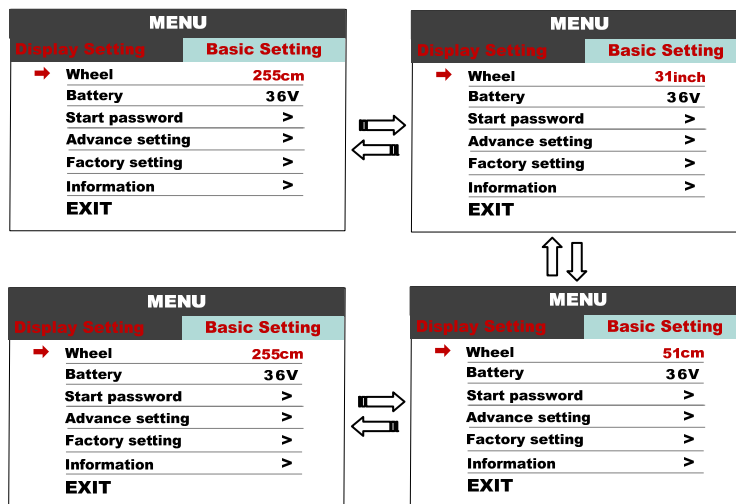 MENU
Display Setting Basic Setting
Wheel 255cm
Battery 36V
Start password >
Advance setting >
Factory setting >
Information >
EXIT
MENU
Display Setting Basic Setting
Wheel 31inch
Battery 36V
Start password >
Advance setting >
Factory setting >
Information >
EXIT
MENU
Display Setting Basic Setting
Wheel 255cm
Battery 36V
Start password >
Advance setting >
Factory setting >
Information >
EXIT
MENU
Display Setting Basic Setting
Wheel 51cm
Battery 36V
Start password >
Advance setting >
Factory setting >
Information >
EXIT